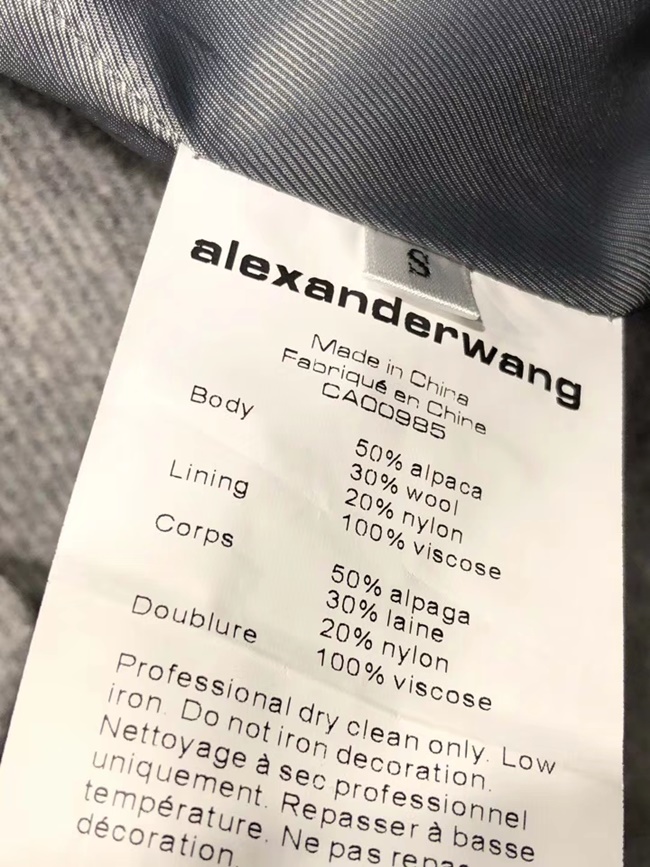 S
alexanderwang
Made in China
Fabriqué en Chine
CA00985
Body 50% alpaca
30% wool
20% nylon
Lining 100% viscose
Corps 50% alpaga
30% laine
20% nylon
Doublure 100% viscose
Professional dry clean only. Low
iron. Do not iron decoration.
Nettoyage à sec professionnel
uniquement. Repasser à basse
température. Ne pas
décoration.